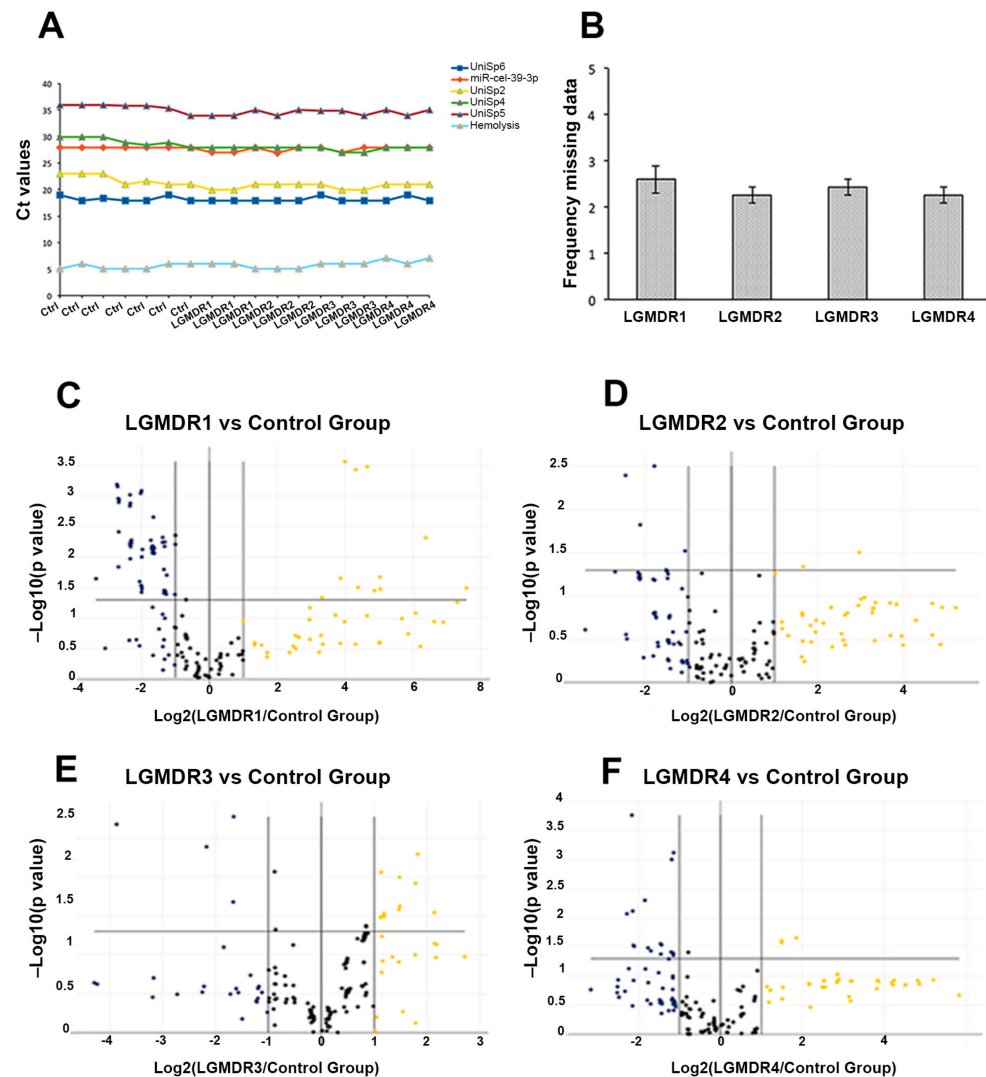 A
UniSp6
miR-cel-39-3p
UniSp2
UniSp4
UniSp5
Hemolysis
40
35
30
25
20
15
10
5
0
Ct values
Ctrl Ctrl Ctrl Ctrl Ctrl Ctrl Ctrl LGMDR1 LGMDR1 LGMDR1 LGMDR2 LGMDR2 LGMDR2 LGMDR3 LGMDR3 LGMDR3 LGMDR4 LGMDR4 LGMDR4
B
5
4
3
2
1
0
Frequency missing data
LGMDR1 LGMDR2 LGMDR3 LGMDR4
C
LGMDR1 vs Control Group
3.5
3
2.5
2
1.5
1
0.5
0
−Log10(p value)
-4 -2 0 2 4 6 8
Log2(LGMDR1/Control Group)
D
LGMDR2 vs Control Group
2.5
2
1.5
1
0.5
0
−Log10(p value)
-2 0 2 4
Log2(LGMDR2/Control Group)
E
LGMDR3 vs Control Group
2.5
2
1.5
1
0.5
0
−Log10(p value)
-4 -3 -2 -1 0 1 2 3
Log2(LGMDR3/Control Group)
F
LGMDR4 vs Control Group
4
3.5
3
2.5
2
1.5
1
0.5
0
−Log10(p value)
-2 0 2 4
Log2(LGMDR4/Control Group)